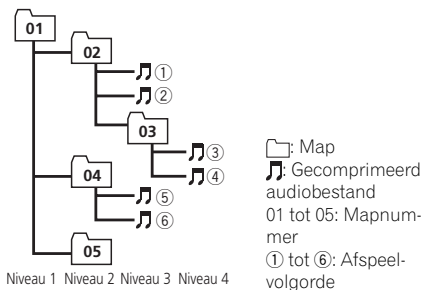 01
02
①
②
03
③
④
04
⑤
⑥
05
Niveau 1 Niveau 2 Niveau 3 Niveau 4
: Map
: Gecomprimeerd
audiobestand
01 tot 05: Mapnum-
mer
① tot ⑥: Afspeel-
volgorde